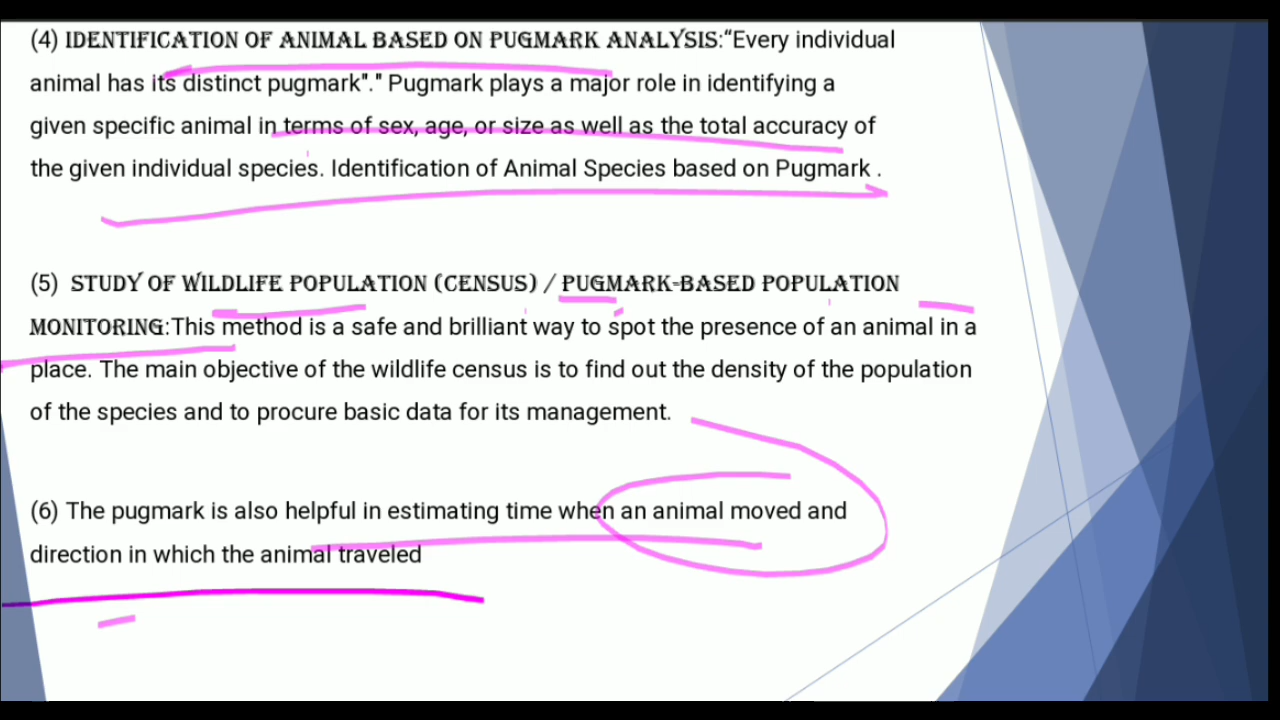 (4) IDENTIFICATION OF ANIMAL BASED ON PUGMARK ANALYSIS:“Every individual
animal has its distinct pugmark"." Pugmark plays a major role in identifying a
given specific animal in terms of sex, age, or size as well as the total accuracy of
the given individual species. Identification of Animal Species based on Pugmark .
(5) STUDY OF WILDLIFE POPULATION (CENSUS) / PUGMARK-BASED POPULATION
MONITORING:This method is a safe and brilliant way to spot the presence of an animal in a
place. The main objective of the wildlife census is to find out the density of the population
of the species and to procure basic data for its management.
(6) The pugmark is also helpful in estimating time when an animal moved and
direction in which the animal traveled